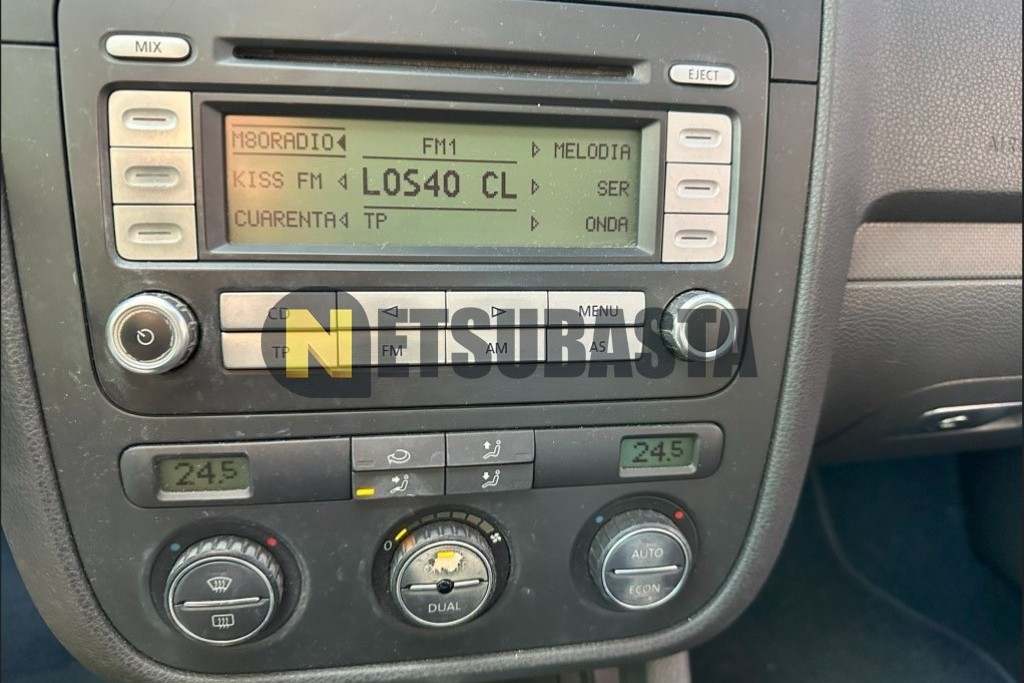 MIX
EJECT
M80RADIO FM1 MELODIA
KISS FM LOS40 CL SER
CUARENTA TP ONDA
CD MENU
TP FM AM AS
NETSUBASTA
24.5 24.5
0
AUTO
DUAL ECON